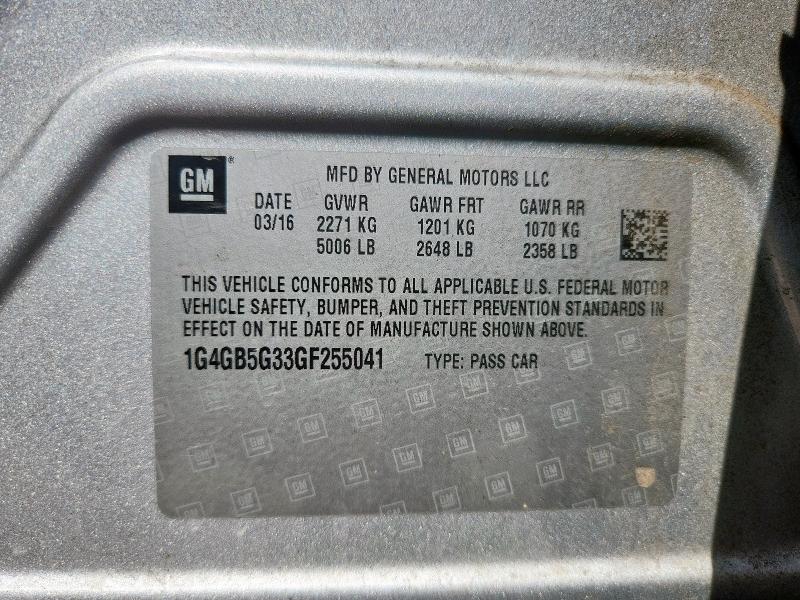 GM®
MFD BY GENERAL MOTORS LLC
DATE GVWR GAWR FRT GAWR RR
03/16 2271 KG 1201 KG 1070 KG
5006 LB 2648 LB 2358 LB
THIS VEHICLE CONFORMS TO ALL APPLICABLE U.S. FEDERAL MOTOR
VEHICLE SAFETY, BUMPER, AND THEFT PREVENTION STANDARDS IN
EFFECT ON THE DATE OF MANUFACTURE SHOWN ABOVE.
1G4GB5G33GF255041 TYPE: PASS CAR